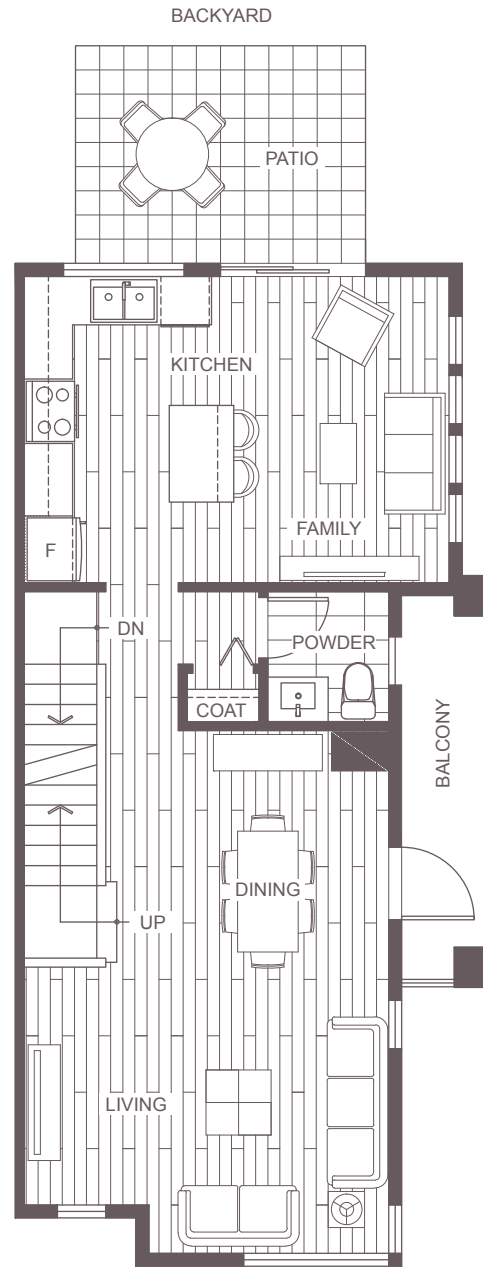 BACKYARD
PATIO
KITCHEN
FAMILY
F
DN
POWDER
COAT
BALCONY
DINING
UP
LIVING